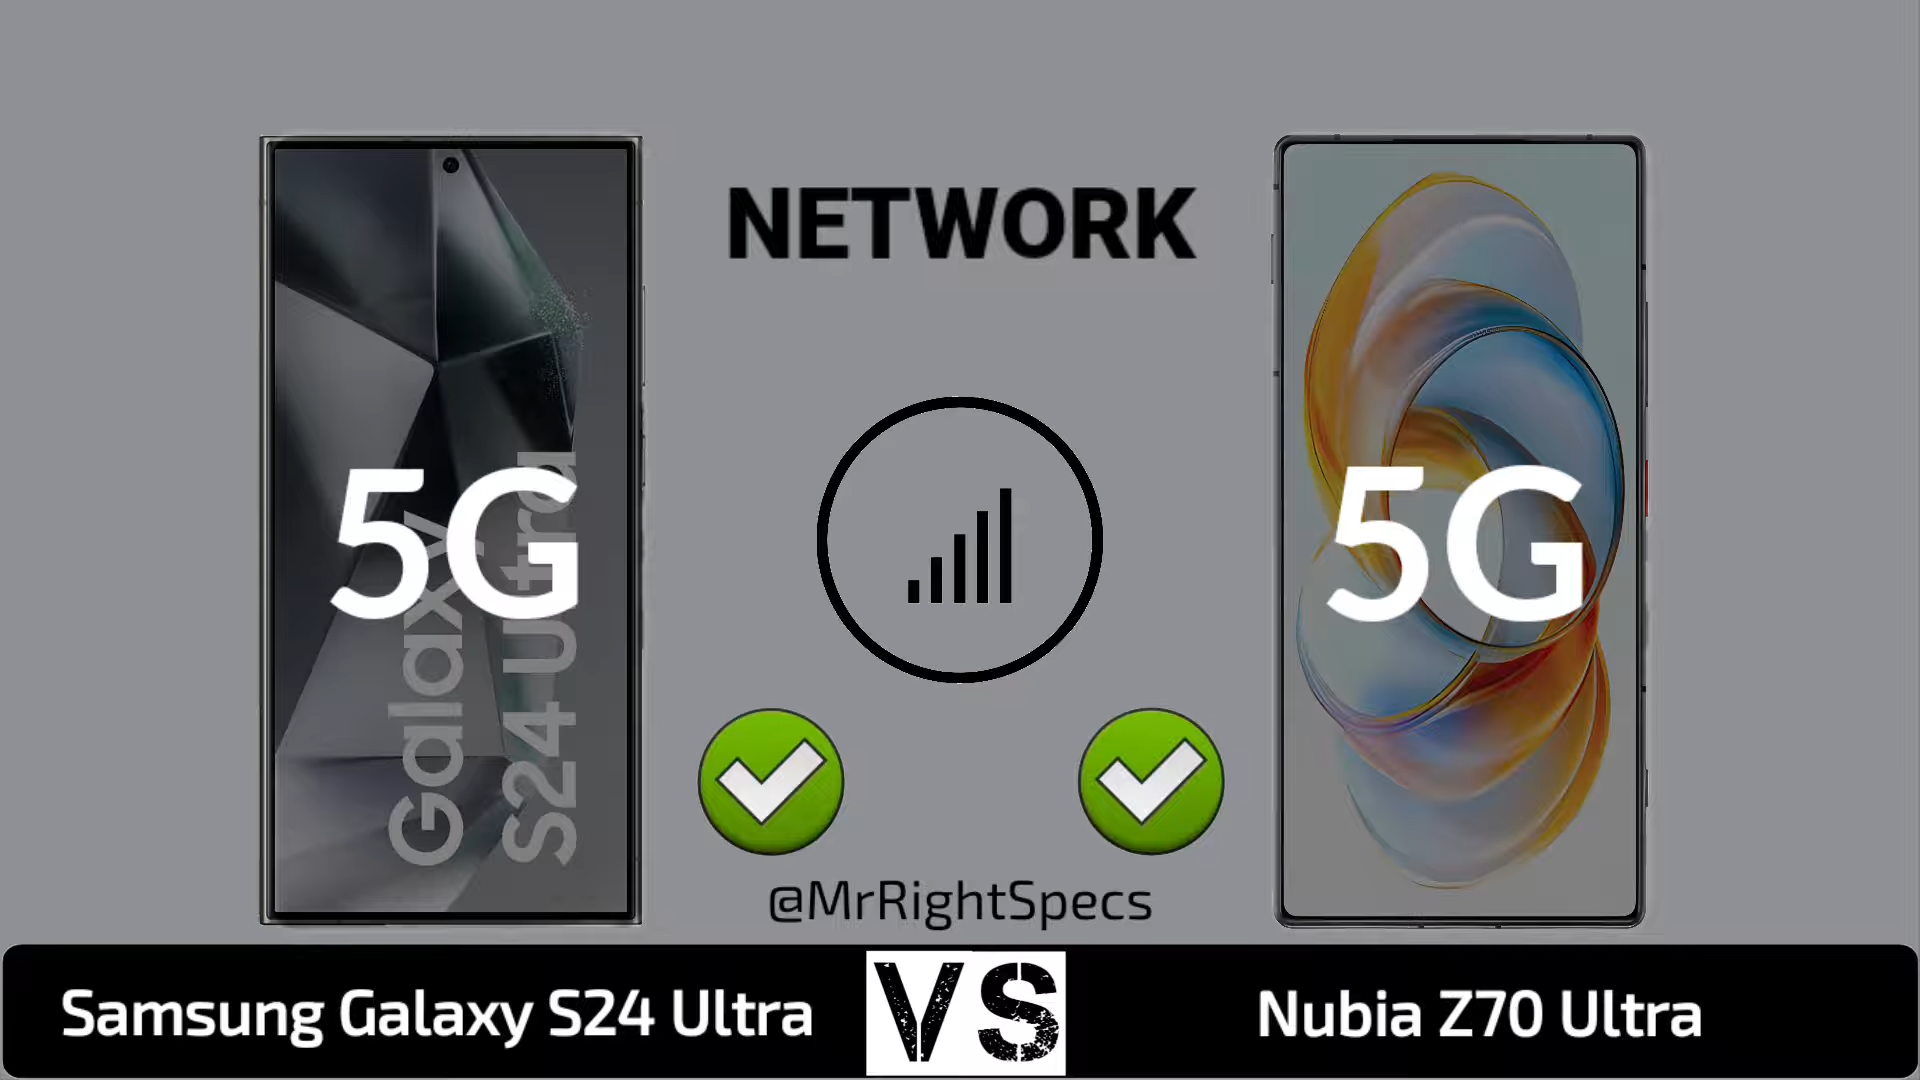 NETWORK
5G
Galaxy
S24 Ultra
5G
@MrRightSpecs
Samsung Galaxy S24 Ultra
VS
Nubia Z70 Ultra